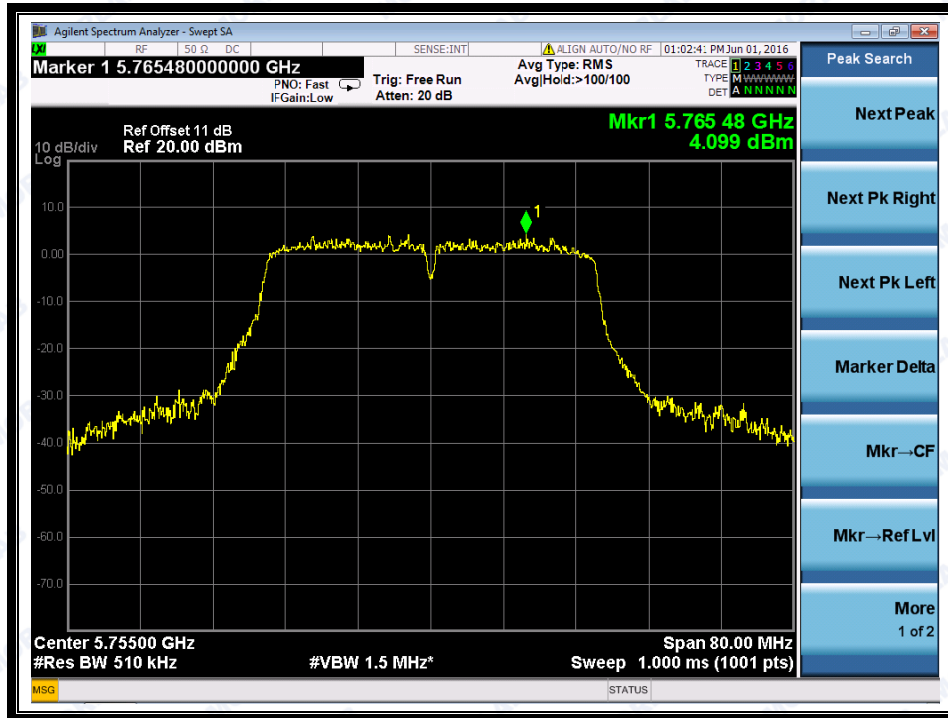 Agilent Spectrum Analyzer - Swept SA
LXI RF 50 Ω DC SENSE:INT ALIGN AUTO/NO RF 01:02:41 PM Jun 01, 2016
Marker 1 5.765480000000 GHz
PNO: Fast
IFGain:Low
Trig: Free Run
Atten: 20 dB
Avg Type: RMS
Avg|Hold:>100/100
TRACE 1 2 3 4 5 6
TYPE M WWWWW
DET A N N N N N
Mkr1 5.765 48 GHz
4.099 dBm
Ref Offset 11 dB
10 dB/div Ref 20.00 dBm
Log
10.0
0.00
-10.0
-20.0
-30.0
-40.0
-50.0
-60.0
-70.0
1
Center 5.75500 GHz Span 80.00 MHz
#Res BW 510 kHz #VBW 1.5 MHz* Sweep 1.000 ms (1001 pts)
MSG STATUS
Peak Search
Next Peak
Next Pk Right
Next Pk Left
Marker Delta
Mkr→CF
Mkr→Ref Lvl
More
1 of 2